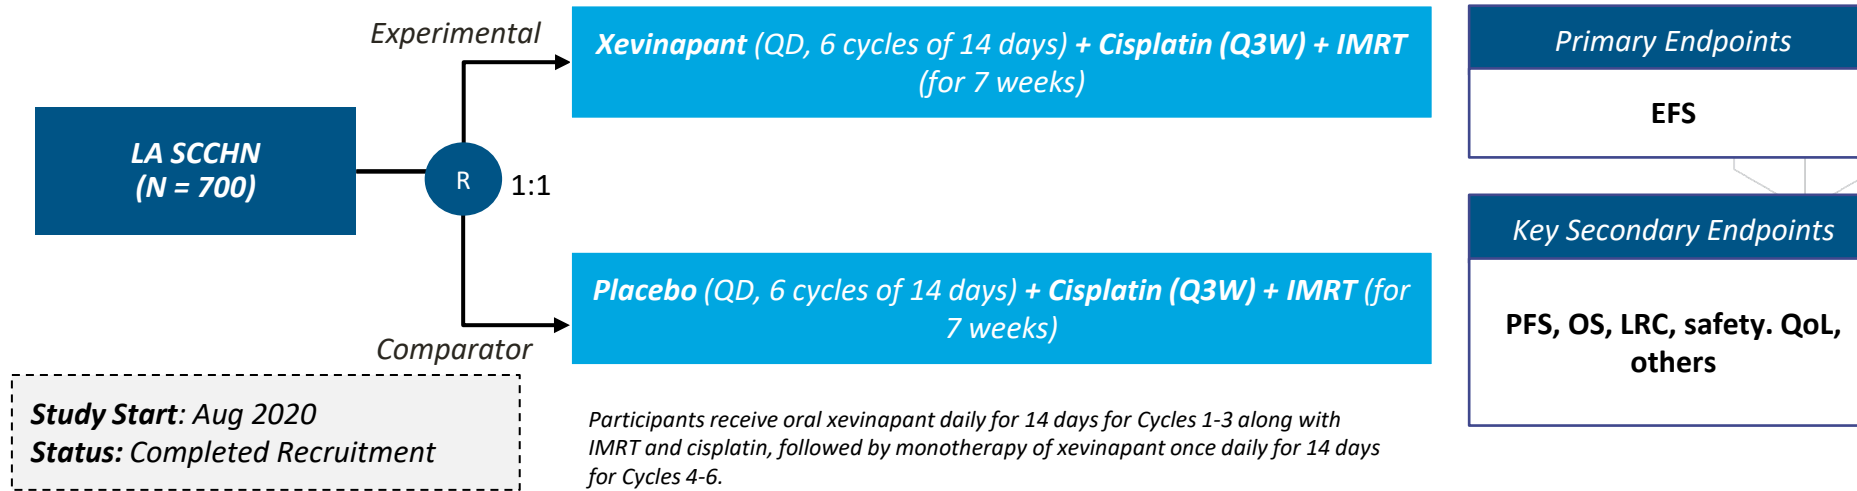 Experimental
Xevinapant (QD, 6 cycles of 14 days) + Cisplatin (Q3W) + IMRT
(for 7 weeks)
LA SCCHN
(N = 700)
R
1:1
Placebo (QD, 6 cycles of 14 days) + Cisplatin (Q3W) + IMRT (for
7 weeks)
Comparator
Study Start: Aug 2020
Status: Completed Recruitment
Participants receive oral xevinapant daily for 14 days for Cycles 1-3 along with
IMRT and cisplatin, followed by monotherapy of xevinapant once daily for 14 days
for Cycles 4-6.
Primary Endpoints
EFS
Key Secondary Endpoints
PFS, OS, LRC, safety. QoL,
others